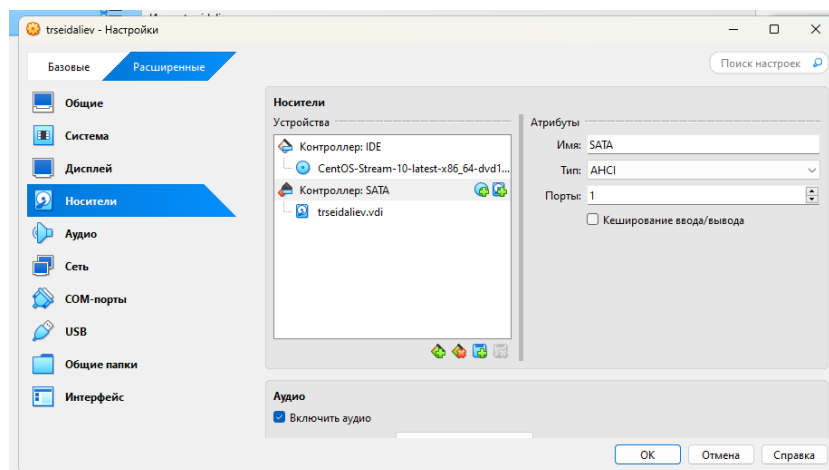 trseidaliev - Настройки
Базовые
Расширенные
Поиск настроек
Общие
Система
Дисплей
Носители
Аудио
Сеть
COM-порты
USB
Общие папки
Интерфейс
Носители
Устройства
Контроллер: IDE
CentOS-Stream-10-latest-x86_64-dvd1...
Контроллер: SATA
trseidaliev.vdi
Атрибуты
Имя: SATA
Тип: AHCI
Порты: 1
Кеширование ввода/вывода
Аудио
Включить аудио
OK
Отмена
Справка